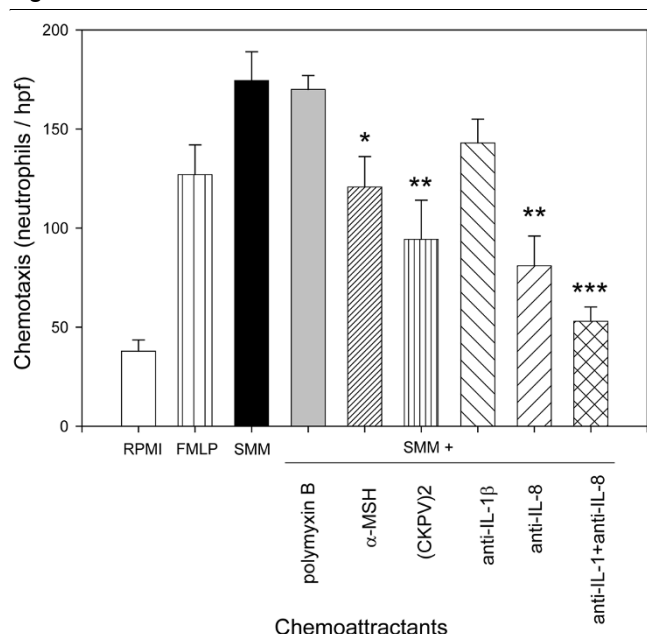 200
150
100
50
0
Chemotaxis (neutrophils / hpf)
*
**
**
***
RPMI FMLP SMM SMM +
polymyxin B
α-MSH
(CKPV)2
anti-IL-1β
anti-IL-8
anti-IL-1+anti-IL-8
Chemoattractants